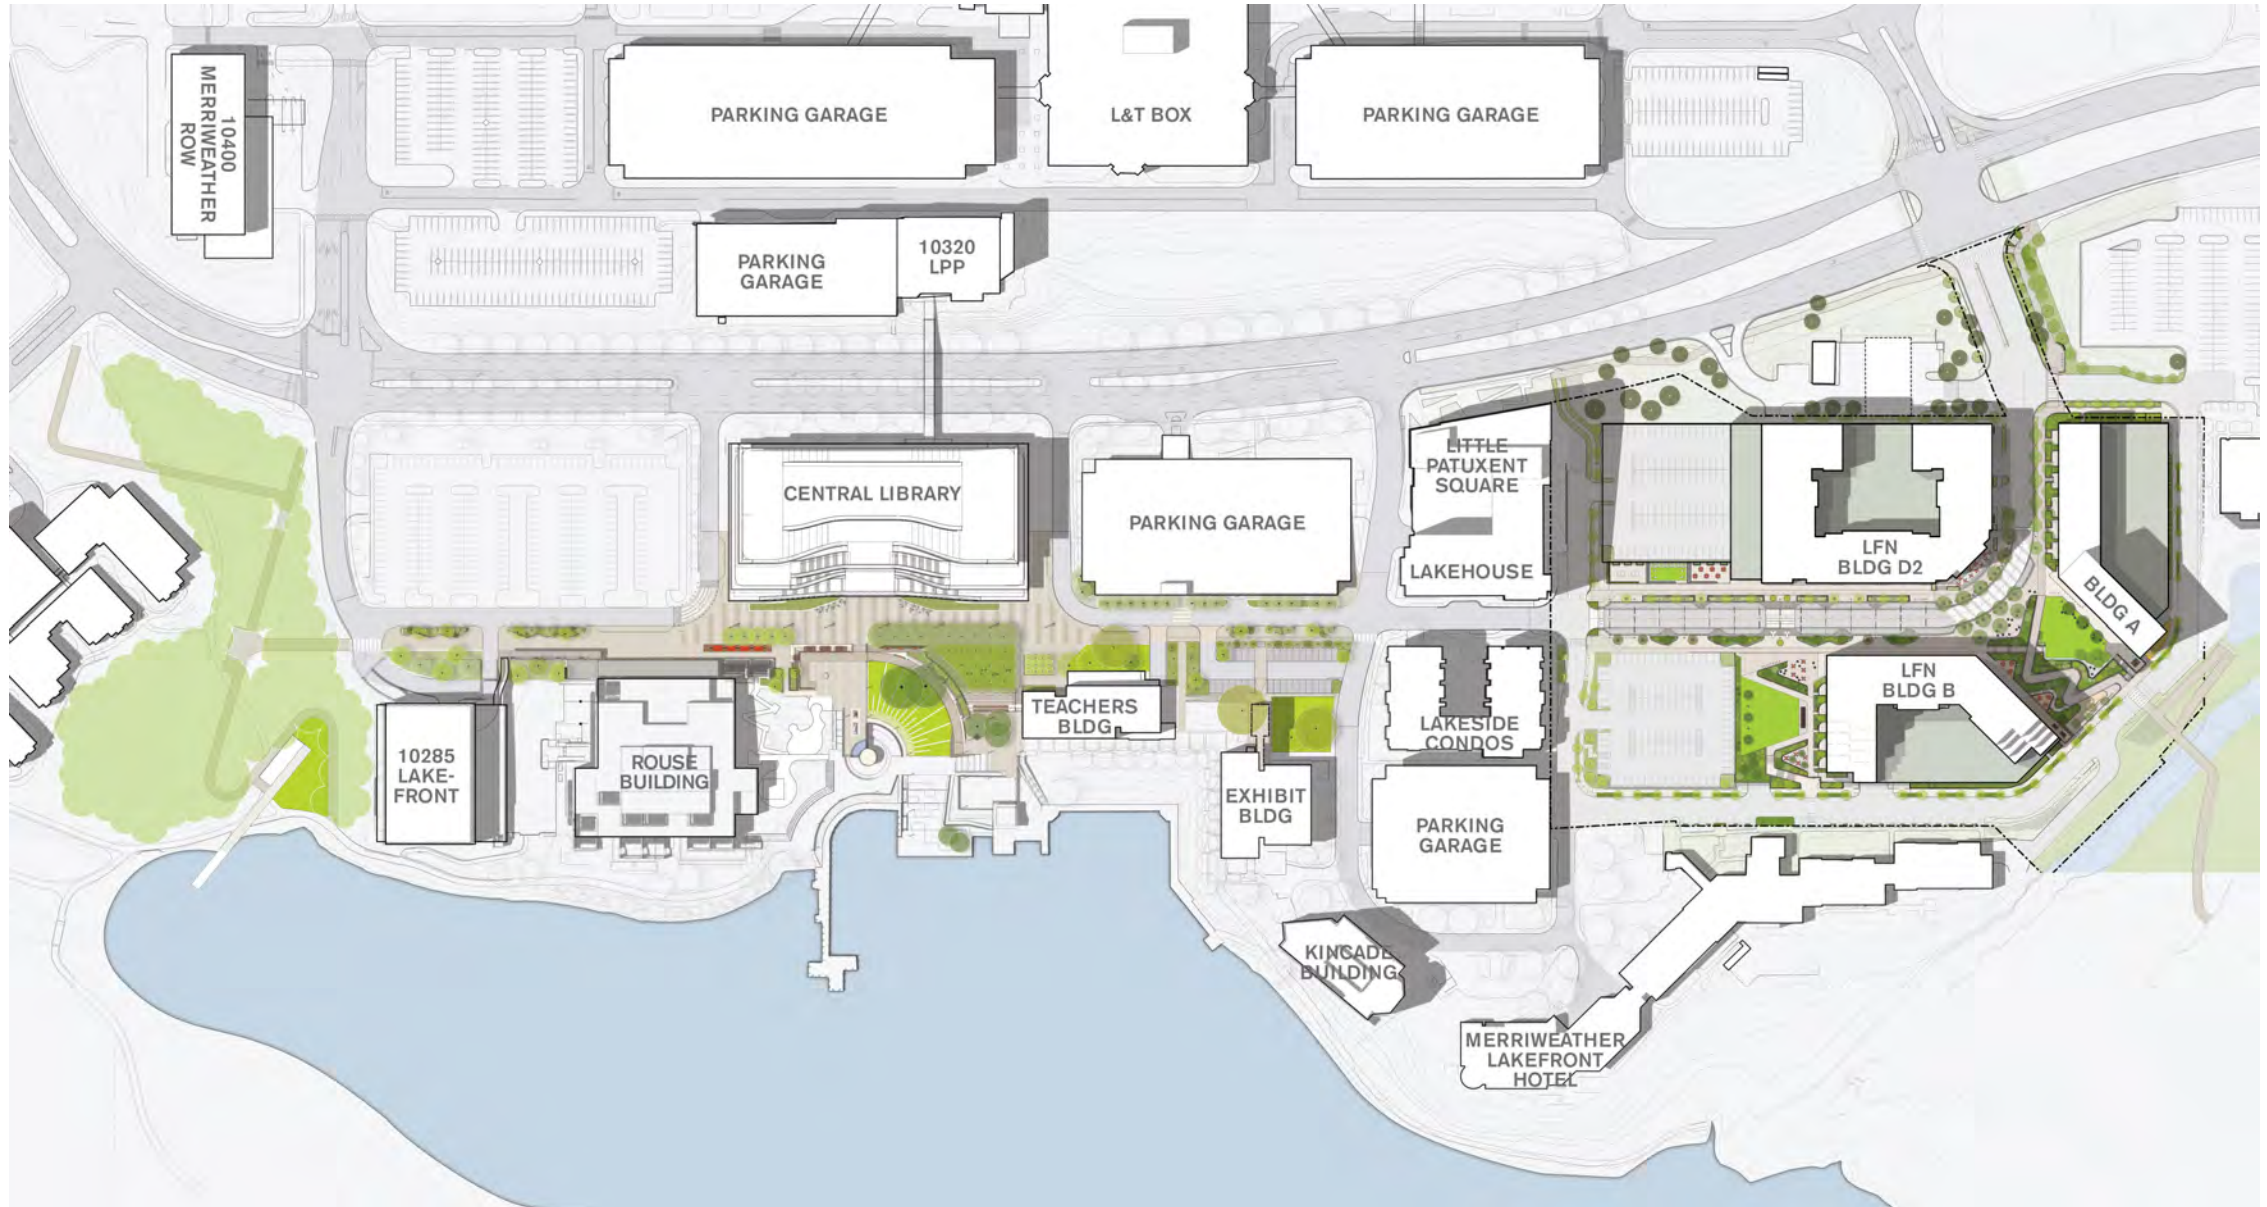 10400
MERRIWEATHER
ROW
PARKING GARAGE
L&T BOX
PARKING GARAGE
PARKING
GARAGE
10320
LPP
CENTRAL LIBRARY
PARKING GARAGE
LITTLE
PATUXENT
SQUARE
LAKEHOUSE
LFN
BLDG D2
BLDG A
10285
LAKE-
FRONT
ROUSE
BUILDING
TEACHERS
BLDG
EXHIBIT
BLDG
LAKESIDE
CONDOS
PARKING
GARAGE
LFN
BLDG B
KINCADE
BUILDING
MERRIWEATHER
LAKEFRONT
HOTEL